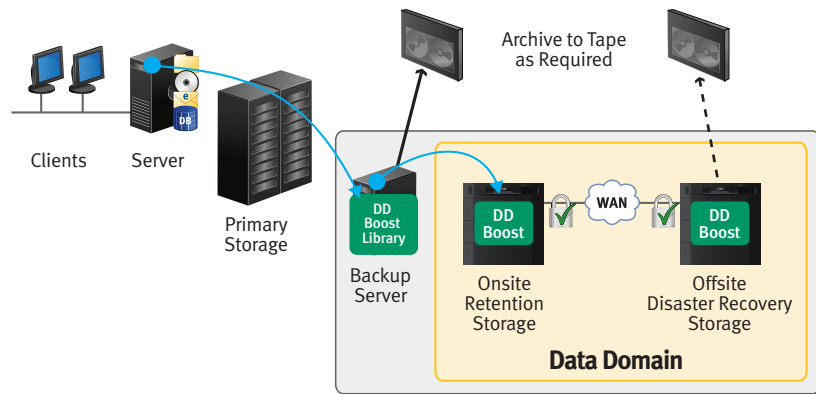 Archive to Tape
as Required
e
DB
Clients
Server
Primary
Storage
DD
Boost
Library
Backup
Server
DD
Boost
WAN
DD
Boost
Onsite
Retention
Storage
Offsite
Disaster Recovery
Storage
Data Domain